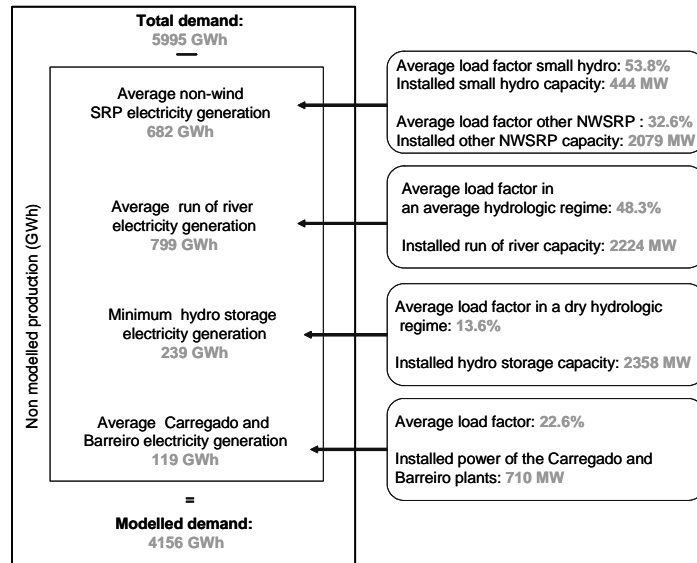 Total demand:
5995 GWh
—
Non modelled production (GWh)
Average non-wind
SRP electricity generation
682 GWh
Average load factor small hydro: 53.8%
Installed small hydro capacity: 444 MW
Average load factor other NWSRP : 32.6%
Installed other NWSRP capacity: 2079 MW
Average run of river
electricity generation
799 GWh
Average load factor in
an average hydrologic regime: 48.3%
Installed run of river capacity: 2224 MW
Minimum hydro storage
electricity generation
239 GWh
Average load factor in a dry hydrologic
regime: 13.6%
Installed hydro storage capacity: 2358 MW
Average Carregado and
Barreiro electricity generation
119 GWh
Average load factor: 22.6%
Installed power of the Carregado and
Barreiro plants: 710 MW
=
Modelled demand:
4156 GWh